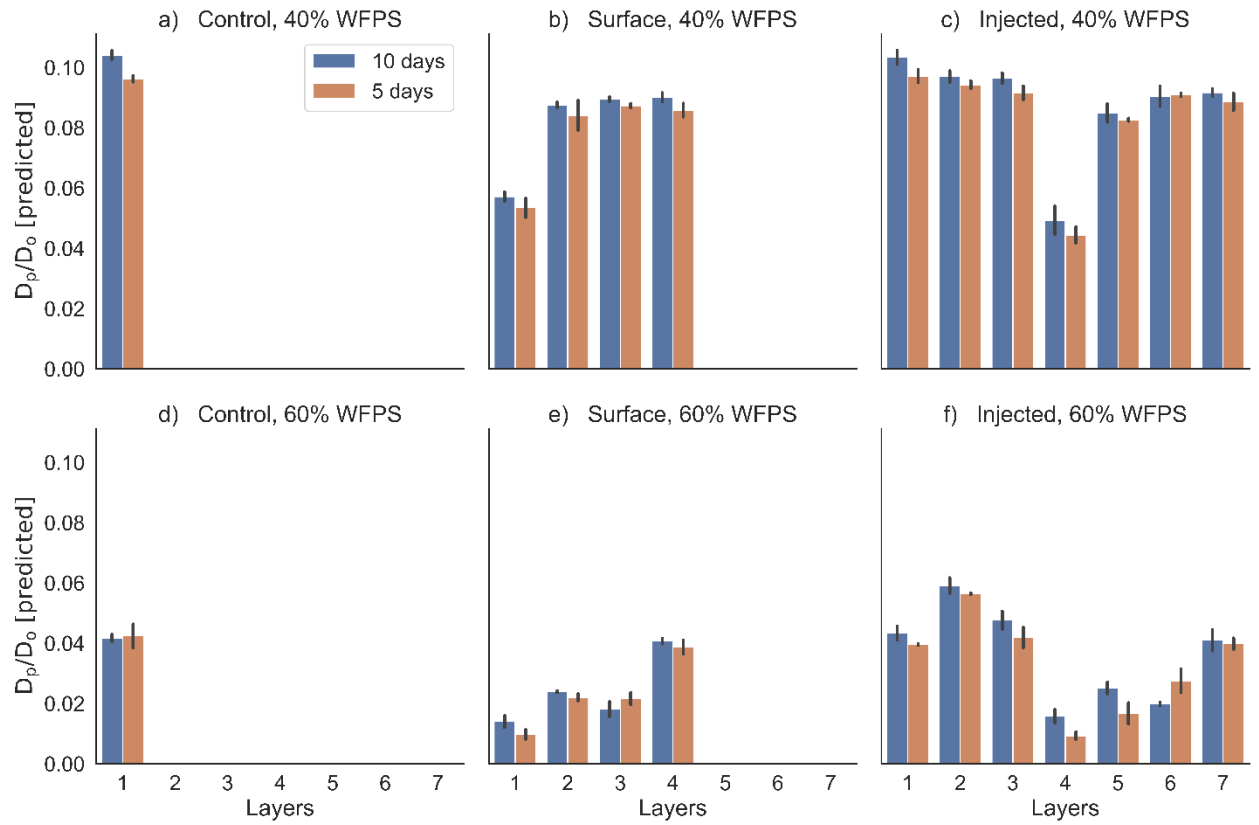 a) Control, 40% WFPS
b) Surface, 40% WFPS
c) Injected, 40% WFPS
10 days
5 days
0.10
0.08
0.06
0.04
0.02
0.00
Dp/Do [predicted]
d) Control, 60% WFPS
e) Surface, 60% WFPS
f) Injected, 60% WFPS
0.10
0.08
0.06
0.04
0.02
0.00
Dp/Do [predicted]
1 2 3 4 5 6 7
Layers
1 2 3 4 5 6 7
Layers
1 2 3 4 5 6 7
Layers